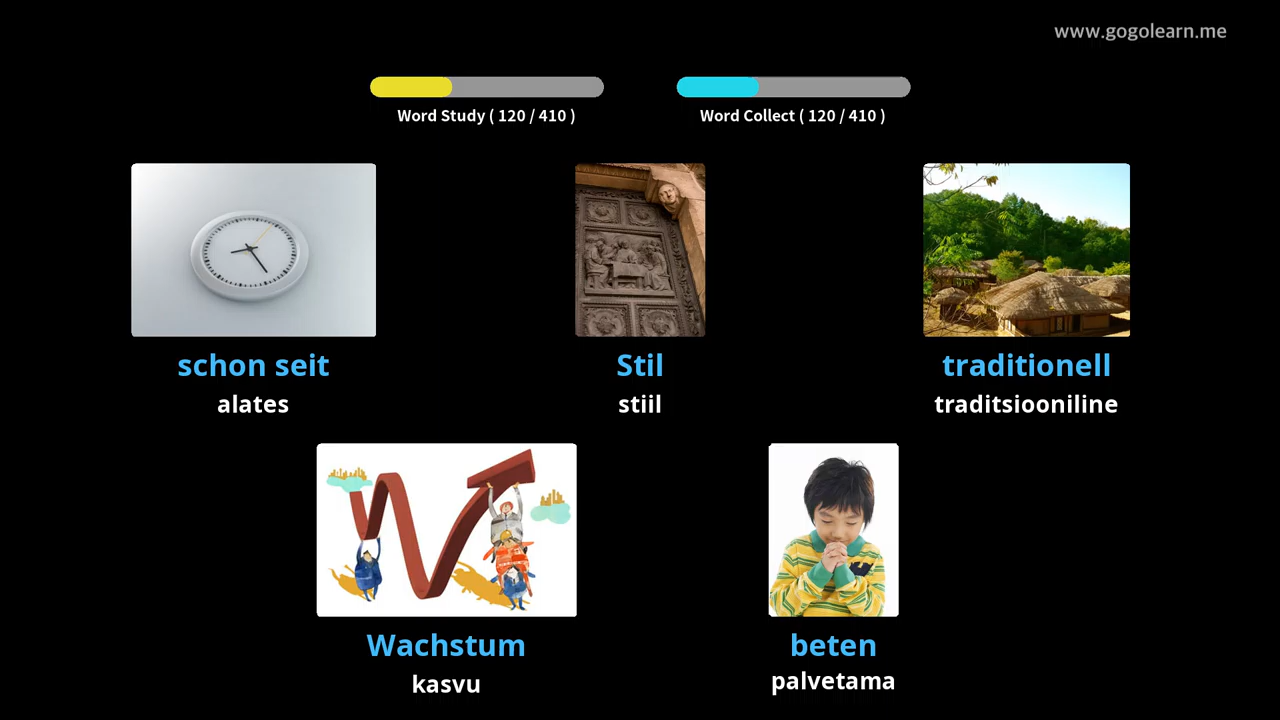 www.gogolearn.me
Word Study ( 120 / 410 )
Word Collect ( 120 / 410 )
schon seit
alates
Stil
stiil
traditionell
traditsiooniline
Wachstum
kasvu
beten
palvetama